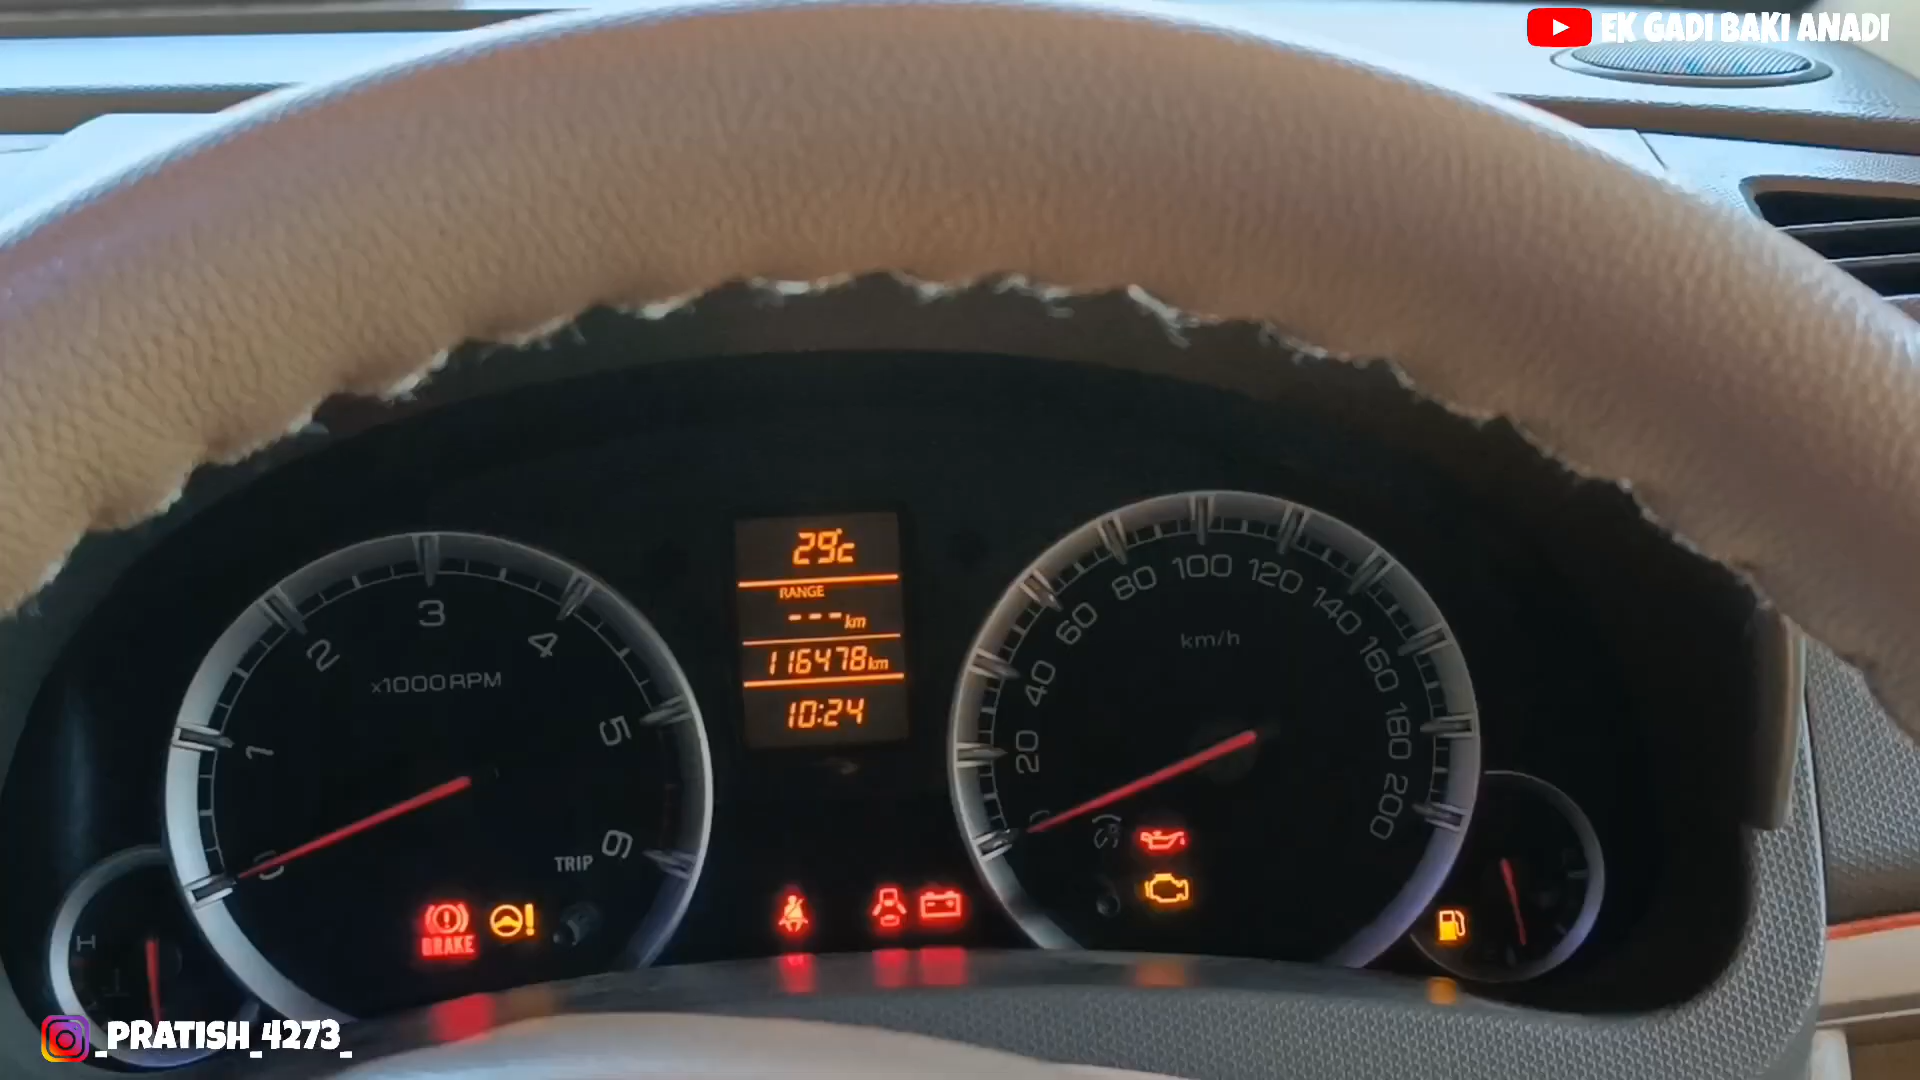 EK GADI BAKI ANADI
29°c
RANGE
---km
116478km
10:24
0 1 2 3 4 5 6
x1000RPM
TRIP
BRAKE
20 40 60 80 100 120 140 160 180 200
km/h
H
_PRATISH_4273_